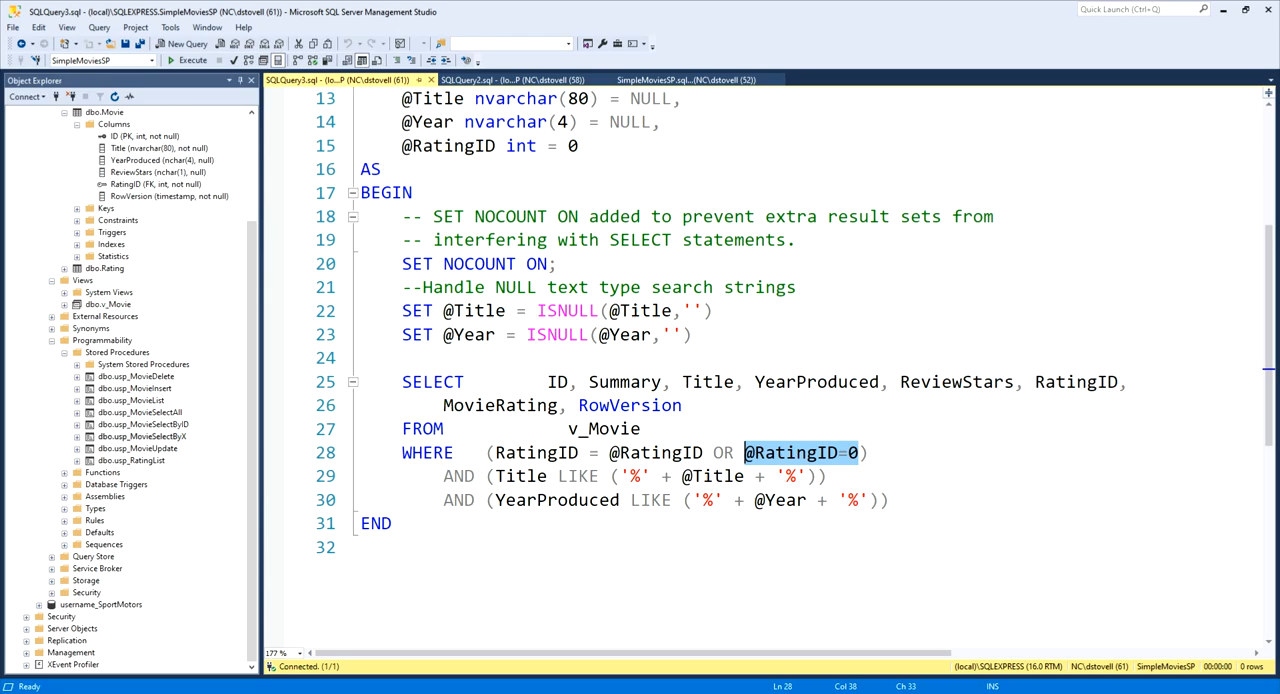 SQLQuery3.sql - (local)\SQLEXPRESS.SimpleMoviesSP (NC\dstovell (61)) - Microsoft SQL Server Management Studio
Quick Launch (Ctrl+Q)
File Edit View Query Project Tools Window Help
New Query
SimpleMoviesSP Execute
Object Explorer
SQLQuery3.sql - (lo...P (NC\dstovell (61)) SQLQuery2.sql - (lo...P (NC\dstovell (58)) SimpleMoviesSP.sql...(NC\dstovell (52))
Connect
dbo.Movie
Columns
ID (PK, int, not null)
Title (nvarchar(80), not null)
YearProduced (nchar(4), null)
ReviewStars (nchar(1), null)
RatingID (FK, int, not null)
RowVersion (timestamp, not null)
Keys
Constraints
Triggers
Indexes
Statistics
dbo.Rating
Views
System Views
dbo.v_Movie
External Resources
Synonyms
Programmability
Stored Procedures
System Stored Procedures
dbo.usp_MovieDelete
dbo.usp_MovieInsert
dbo.usp_MovieList
dbo.usp_MovieSelectAll
dbo.usp_MovieSelectByID
dbo.usp_MovieSelectByX
dbo.usp_MovieUpdate
dbo.usp_RatingList
Functions
Database Triggers
Assemblies
Types
Rules
Defaults
Sequences
Query Store
Service Broker
Storage
Security
username_SportMotors
Security
Server Objects
Replication
Management
XEvent Profiler
13 @Title nvarchar(80) = NULL,
14 @Year nvarchar(4) = NULL,
15 @RatingID int = 0
16 AS
17 BEGIN
18 -- SET NOCOUNT ON added to prevent extra result sets from
19 -- interfering with SELECT statements.
20 SET NOCOUNT ON;
21 --Handle NULL text type search strings
22 SET @Title = ISNULL(@Title,'')
23 SET @Year = ISNULL(@Year,'')
24
25 SELECT ID, Summary, Title, YearProduced, ReviewStars, RatingID,
26 MovieRating, RowVersion
27 FROM v_Movie
28 WHERE (RatingID = @RatingID OR @RatingID=0)
29 AND (Title LIKE ('%' + @Title + '%'))
30 AND (YearProduced LIKE ('%' + @Year + '%'))
31 END
32
177 %
Connected. (1/1) (local)\SQLEXPRESS (16.0 RTM) NC\dstovell (61) SimpleMoviesSP 00:00:00 0 rows
Ready Ln 28 Col 38 Ch 33 INS